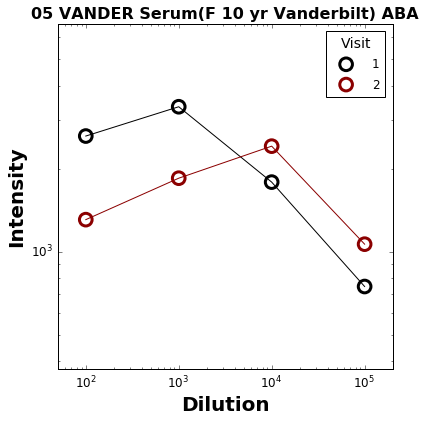 05 VANDER Serum(F 10 yr Vanderbilt) ABA
Visit
1
2
Intensity
10³
10² 10³ 10⁴ 10⁵
Dilution